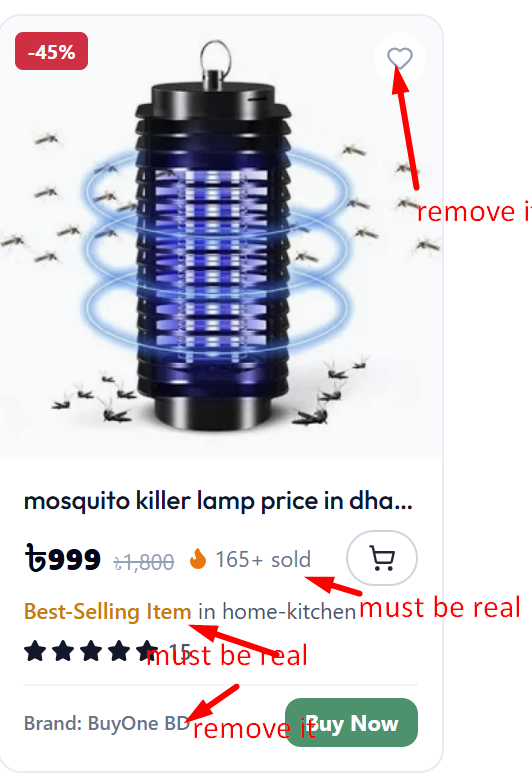 -45%
remove it
mosquito killer lamp price in dha...
৳999 ৳1,800 165+ sold
Best-Selling Item in home-kitchen
must be real
15
must be real
Brand: BuyOne BD
remove it
Buy Now